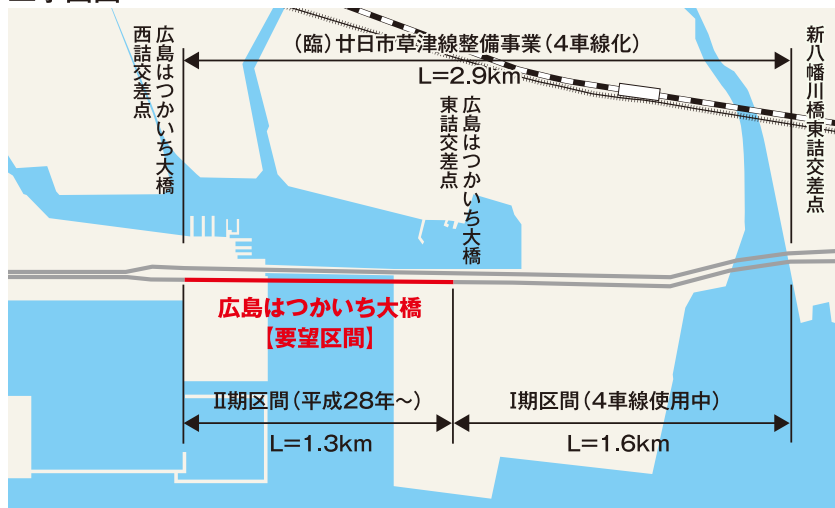 (臨)廿日市草津線整備事業(4車線化)
L=2.9km
広島はつかいち大橋
西詰交差点
広島はつかいち大橋
東詰交差点
新八幡川橋東詰交差点
広島はつかいち大橋
【要望区間】
Ⅱ期区間(平成28年～)
L=1.3km
Ⅰ期区間(4車線使用中)
L=1.6km